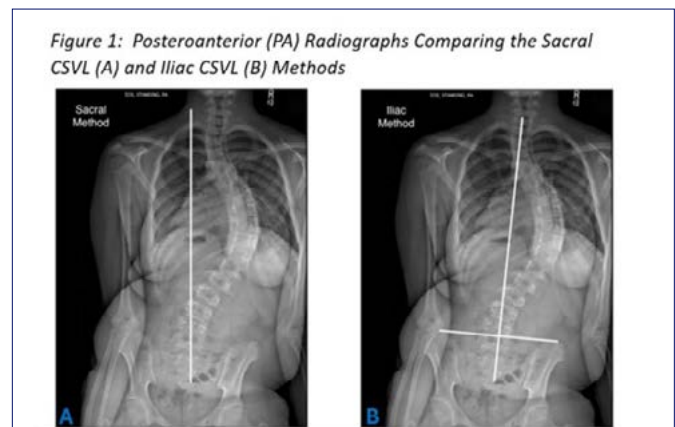 Figure 1: Posteroanterior (PA) Radiographs Comparing the Sacral
CSVL (A) and Iliac CSVL (B) Methods
Sacral
Method
A
Iliac
Method
B